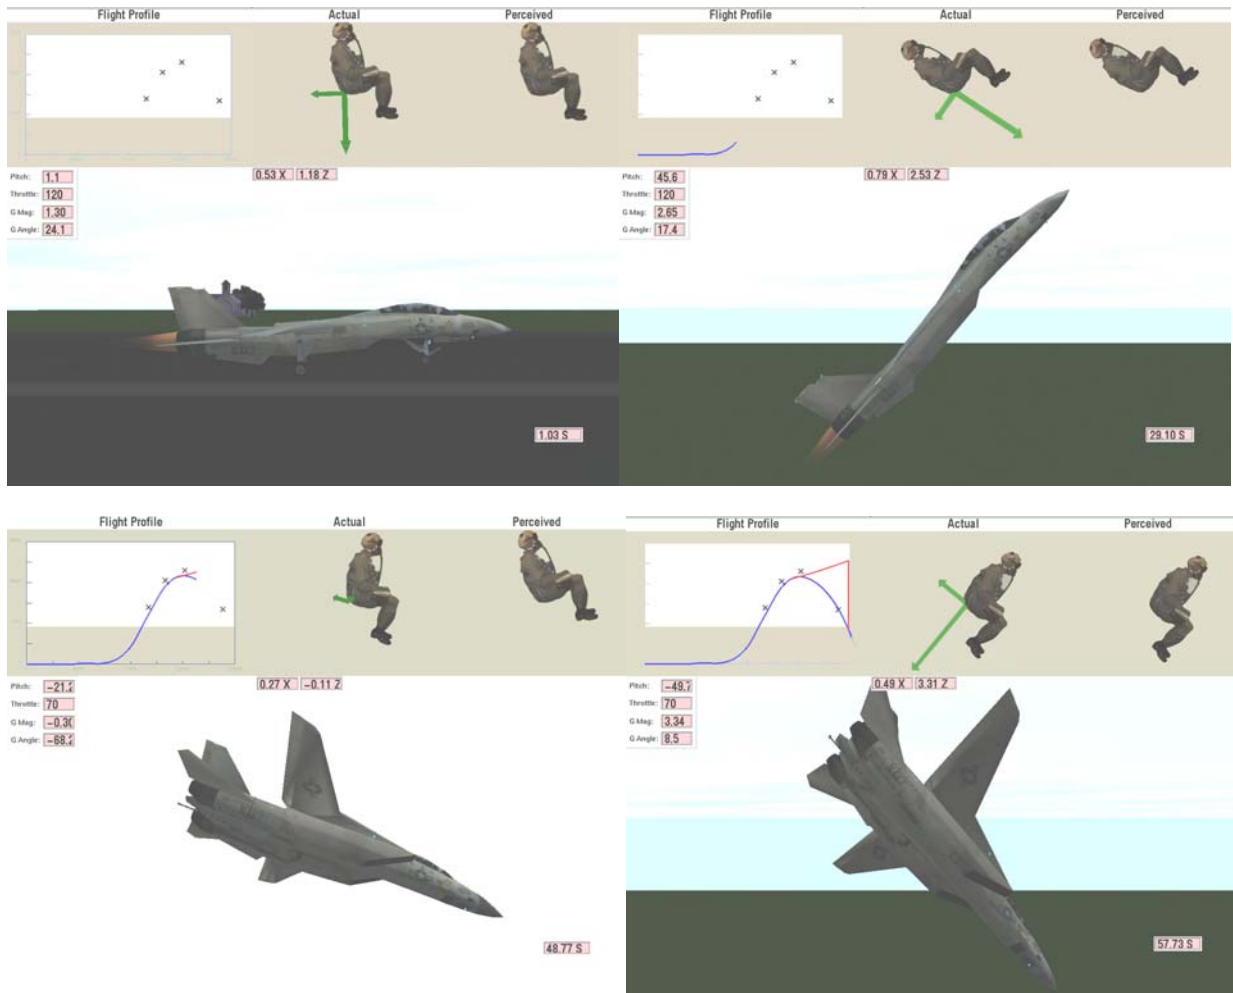 Flight Profile Actual Perceived
0.53 X 1.18 Z
Pitch: 1.1
Throttle: 120
G Mag: 1.30
G Angle: 24.1
1.03 S
Flight Profile Actual Perceived
0.79 X 2.53 Z
Pitch: 45.6
Throttle: 120
G Mag: 2.65
G Angle: 17.4
29.10 S
Flight Profile Actual Perceived
0.27 X −0.11 Z
Pitch:
Throttle: 70
G Mag:
G Angle:
48.77 S
Flight Profile Actual Perceived
0.49 X 3.31 Z
Pitch:
Throttle: 70
G Mag: 3.34
G Angle: 8.5
57.73 S